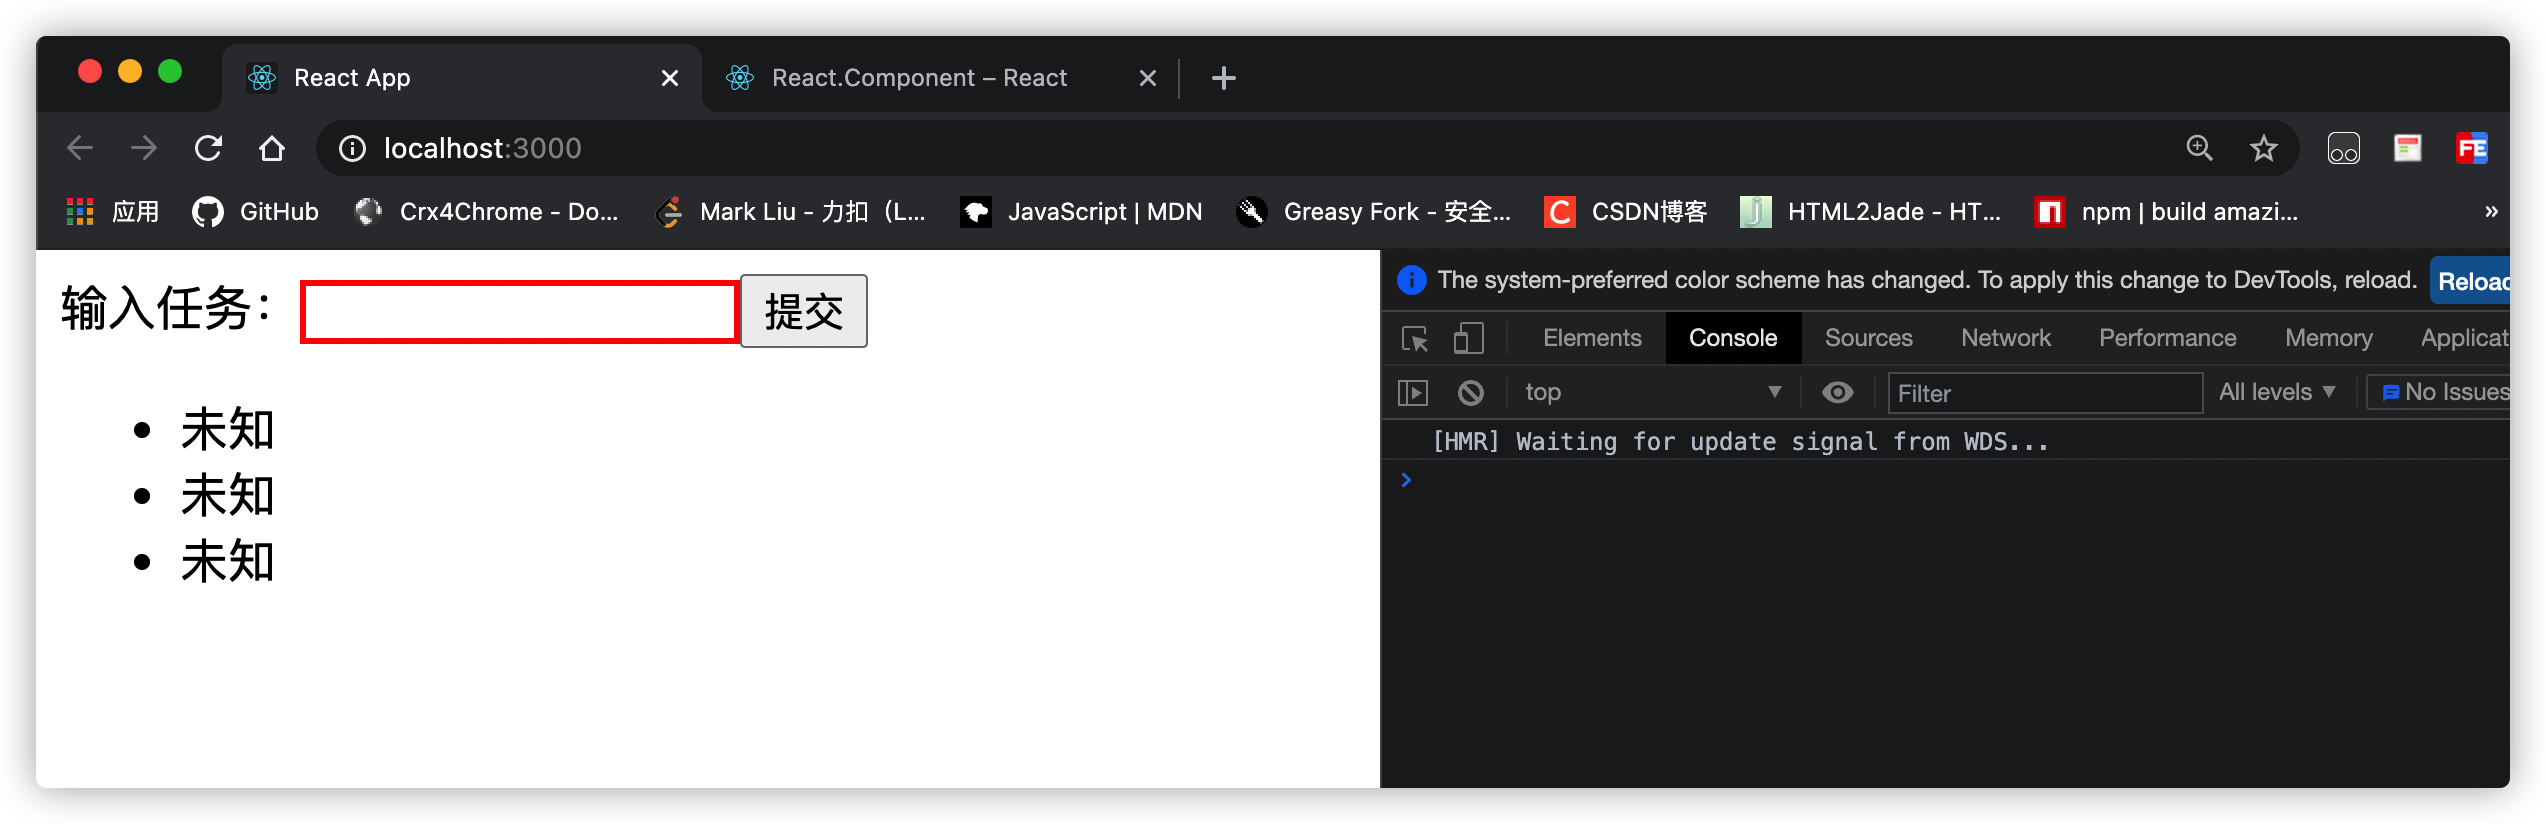 React App
React.Component – React
localhost:3000
应用 GitHub Crx4Chrome - Do... Mark Liu - 力扣（L... JavaScript | MDN Greasy Fork - 安全... CSDN博客 HTML2Jade - HT... npm | build amazi... »
输入任务： 提交
未知
未知
未知
The system-preferred color scheme has changed. To apply this change to DevTools, reload. Reload
Elements Console Sources Network Performance Memory Applicat
top Filter All levels No Issues
[HMR] Waiting for update signal from WDS...